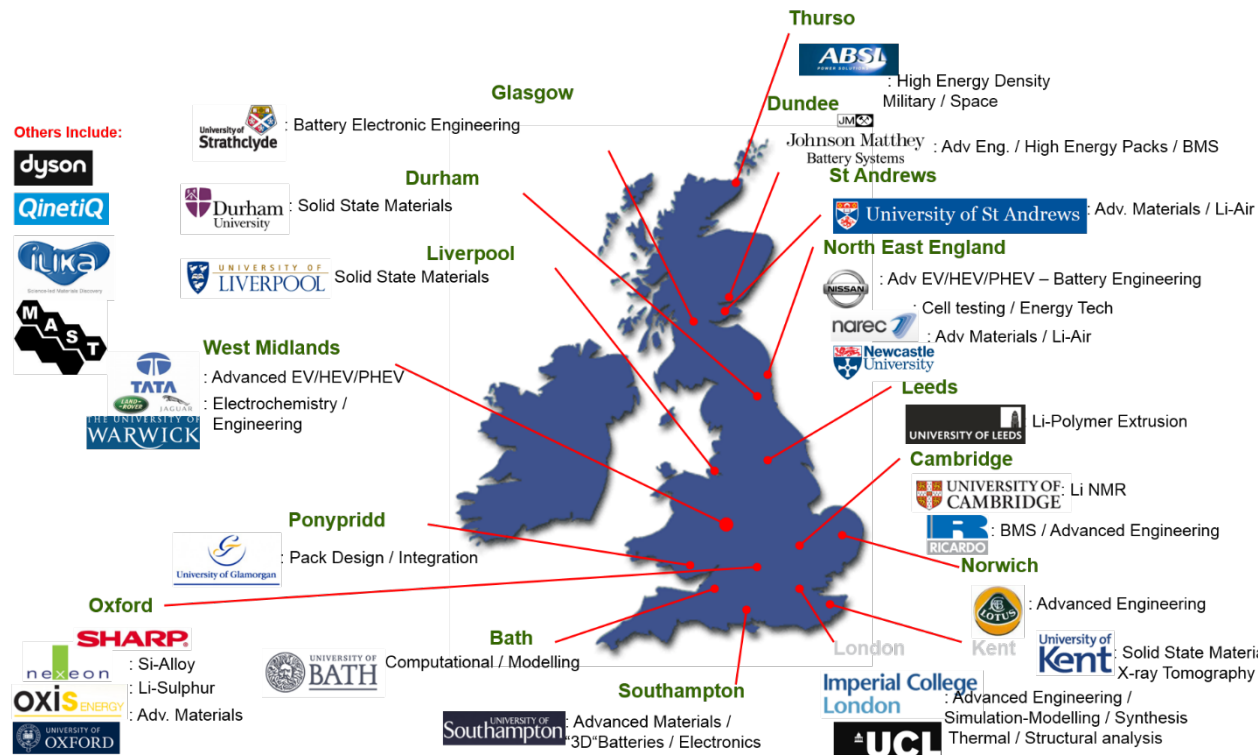 Thurso
ABSL
POWER SOLUTIONS
: High Energy Density
Military / Space
Glasgow
University of
Strathclyde
: Battery Electronic Engineering
Dundee
JM
Johnson Matthey
Battery Systems
: Adv Eng. / High Energy Packs / BMS
Others Include:
dyson
QinetiQ
iLiKa
Durham
Durham
University
: Solid State Materials
St Andrews
University of St Andrews
: Adv. Materials / Li-Air
Liverpool
UNIVERSITY OF
LIVERPOOL
Solid State Materials
North East England
NISSAN
: Adv EV/HEV/PHEV – Battery Engineering
: Cell testing / Energy Tech
narec
: Adv Materials / Li-Air
Newcastle
University
MAST
West Midlands
TATA
: Advanced EV/HEV/PHEV
LAND-
ROVER
JAGUAR
: Electrochemistry /
Engineering
THE UNIVERSITY OF
WARWICK
Leeds
UNIVERSITY OF LEEDS
Li-Polymer Extrusion
Cambridge
UNIVERSITY OF
CAMBRIDGE
: Li NMR
RICARDO
: BMS / Advanced Engineering
Ponypridd
University of Glamorgan
: Pack Design / Integration
Norwich
LOTUS
: Advanced Engineering
Oxford
SHARP
nexeon
: Si-Alloy
OXiS ENERGY
: Li-Sulphur
: Adv. Materials
UNIVERSITY OF
OXFORD
Bath
UNIVERSITY OF
BATH
Computational / Modelling
Southampton
UNIVERSITY OF
Southampton
: Advanced Materials /
"3D"Batteries / Electronics
London
Imperial College
London
: Advanced Engineering /
Simulation-Modelling / Synthesis
Thermal / Structural analysis
UCL
Kent
University of
Kent
: Solid State Materia
X-ray Tomography